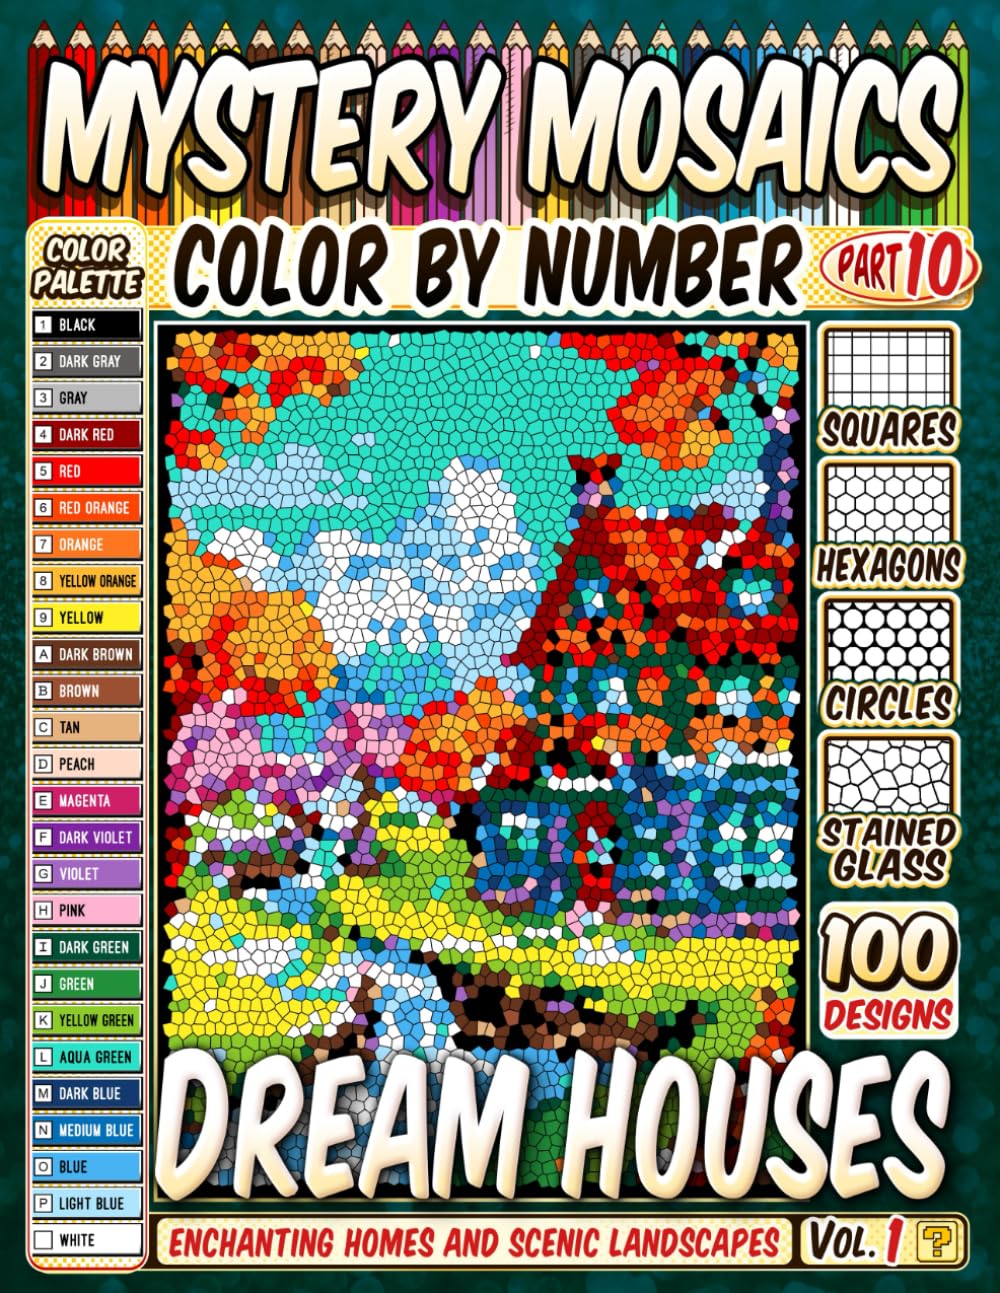 MYSTERY MOSAICS
COLOR BY NUMBER
PART 10
COLOR
PALETTE
1 BLACK
2 DARK GRAY
3 GRAY
4 DARK RED
5 RED
6 RED ORANGE
7 ORANGE
8 YELLOW ORANGE
9 YELLOW
A DARK BROWN
B BROWN
C TAN
D PEACH
E MAGENTA
F DARK VIOLET
G VIOLET
H PINK
I DARK GREEN
J GREEN
K YELLOW GREEN
L AQUA GREEN
M DARK BLUE
N MEDIUM BLUE
O BLUE
P LIGHT BLUE
WHITE
SQUARES
HEXAGONS
CIRCLES
STAINED
GLASS
100
DESIGNS
DREAM HOUSES
ENCHANTING HOMES AND SCENIC LANDSCAPES
VOL. 1 ?